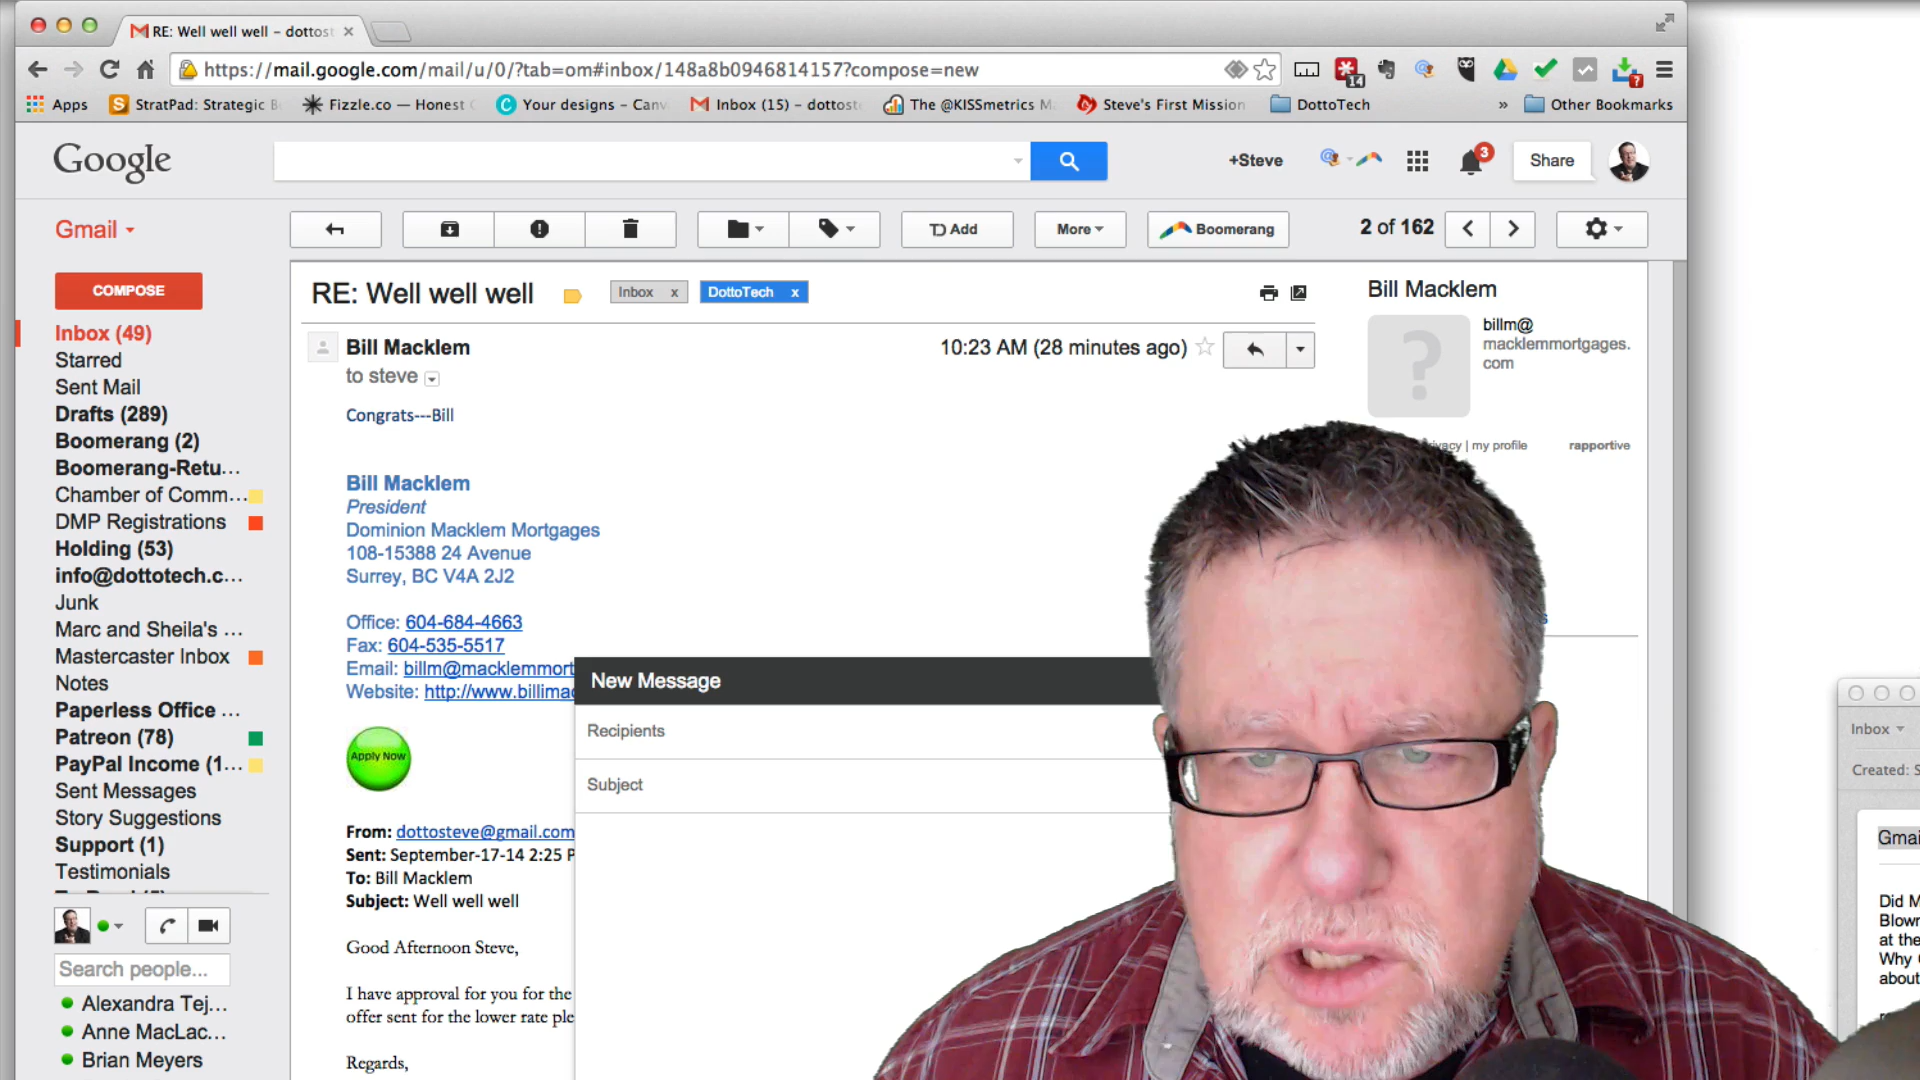 RE: Well well well - dottost
https://mail.google.com/mail/u/0/?tab=om#inbox/148a8b0946814157?compose=new
14
?
Apps
StratPad: Strategic
Fizzle.co — Honest
Your designs - Can
Inbox (15) - dottost
The @KISSmetrics
Steve's First Mission
DottoTech
»
Other Bookmarks
Google
+Steve
3
Share
Gmail
Add
More
Boomerang
2 of 162
COMPOSE
Inbox (49)
Starred
Sent Mail
Drafts (289)
Boomerang (2)
Boomerang-Retu...
Chamber of Comm...
DMP Registrations
Holding (53)
info@dottotech.c...
Junk
Marc and Sheila's ...
Mastercaster Inbox
Notes
Paperless Office ...
Patreon (78)
PayPal Income (1...
Sent Messages
Story Suggestions
Support (1)
Testimonials
Search people...
Alexandra Tej...
Anne MacLac...
Brian Meyers
RE: Well well well
Inbox x
DottoTech x
Bill Macklem
10:23 AM (28 minutes ago)
to steve
Congrats---Bill
Bill Macklem
President
Dominion Macklem Mortgages
108-15388 24 Avenue
Surrey, BC V4A 2J2
Office: 604-684-4663
Fax: 604-535-5517
Email: billm@macklemmort
Website: http://www.billima
Apply Now
From: dottosteve@gmail.com
Sent: September-17-14 2:25 P
To: Bill Macklem
Subject: Well well well
Good Afternoon Steve,
I have approval for you for the
offer sent for the lower rate ple
Regards,
New Message
Recipients
Subject
Bill Macklem
?
billm@
macklemmortgages.
com
| my profile
rapportive
Inbox
Created:
Gmai
Did
Blow
at the
Why
about